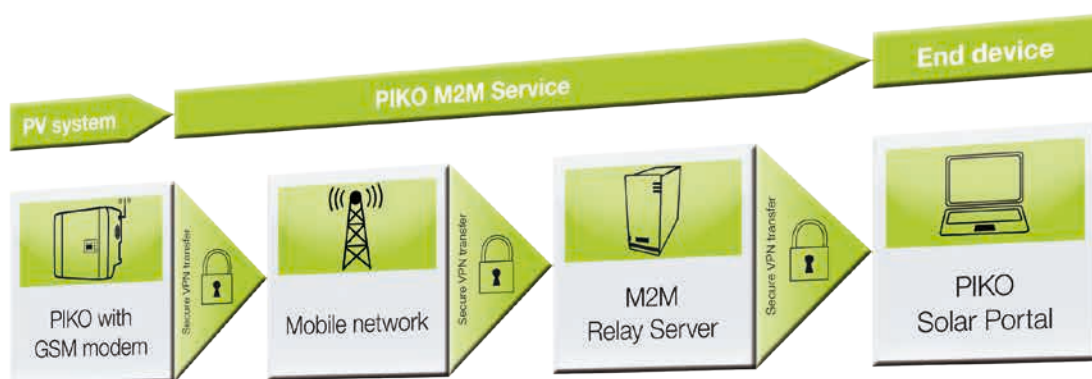 PV system
PIKO M2M Service
End device
PIKO with
GSM modem
Secure VPN transfer
Mobile network
Secure VPN transfer
M2M
Relay Server
Secure VPN transfer
PIKO
Solar Portal